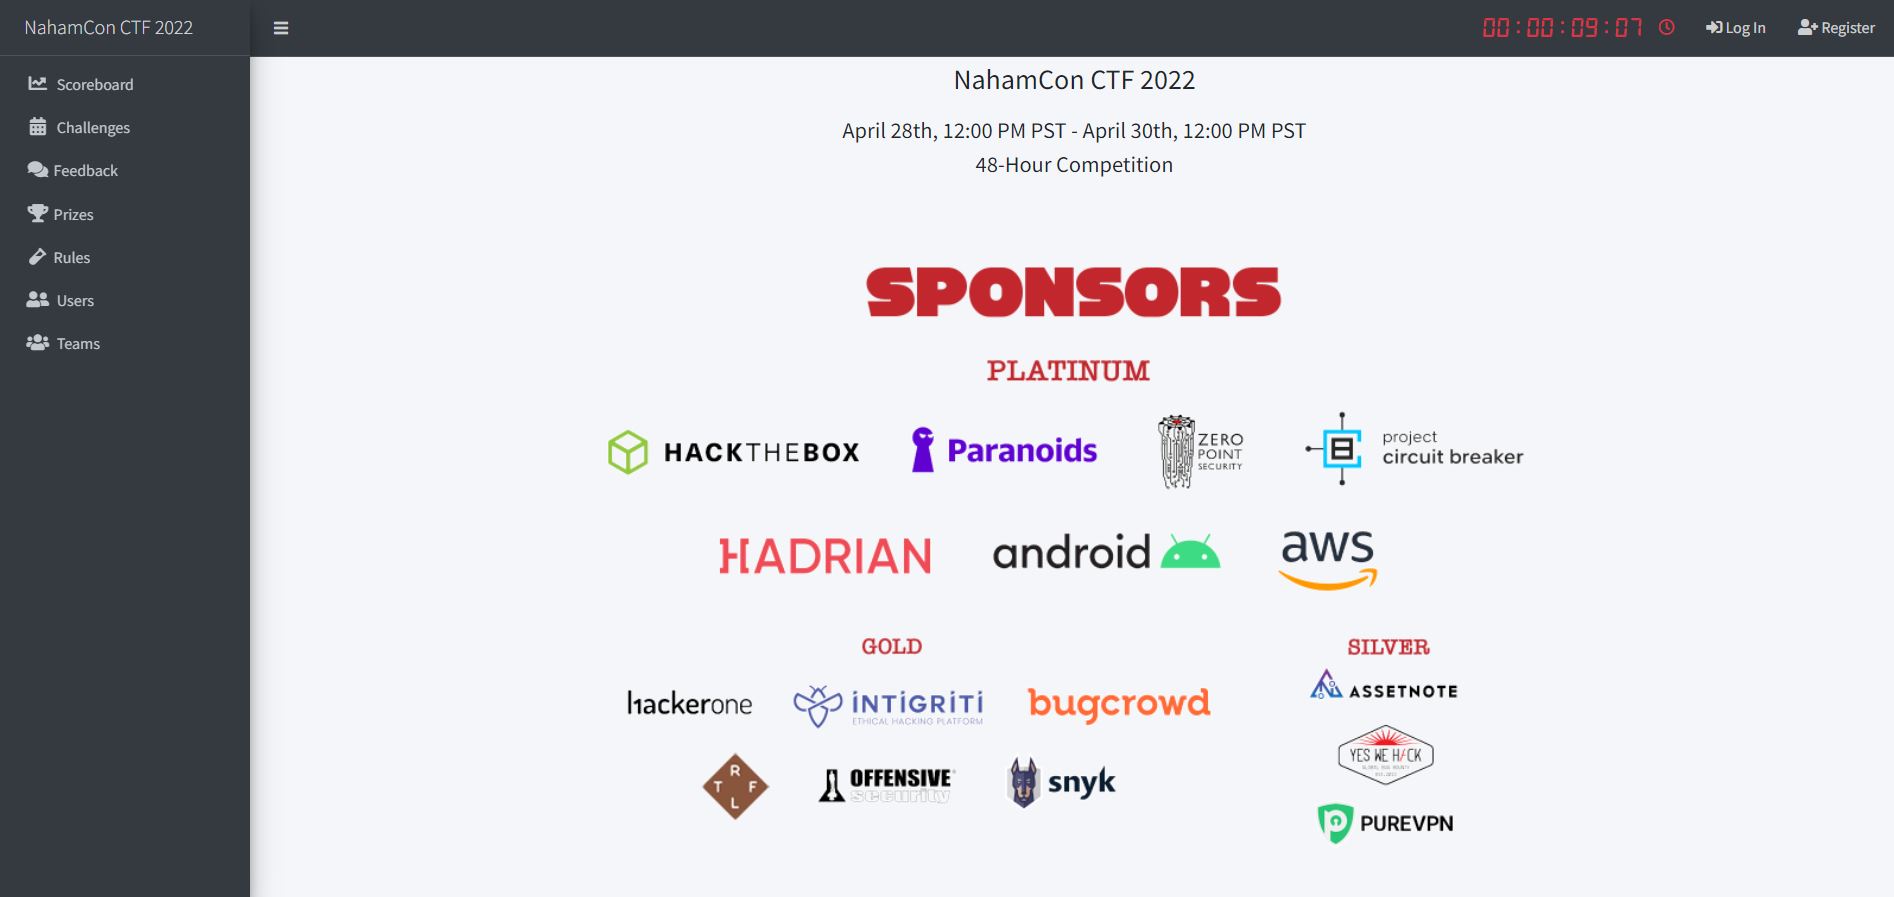 NahamCon CTF 2022
00:00:09:07
Log In
Register
Scoreboard
Challenges
Feedback
Prizes
Rules
Users
Teams
NahamCon CTF 2022
April 28th, 12:00 PM PST - April 30th, 12:00 PM PST
48-Hour Competition
SPONSORS
PLATINUM
HACKTHEBOX
Paranoids
ZERO
POINT
SECURITY
project
circuit breaker
HADRIAN
android
aws
GOLD
hackerone
INTIGRITI
ETHICAL HACKING PLATFORM
bugcrowd
R
T F
L
OFFENSIVE
security
snyk
SILVER
ASSETNOTE
YES WE H/CK
PUREVPN